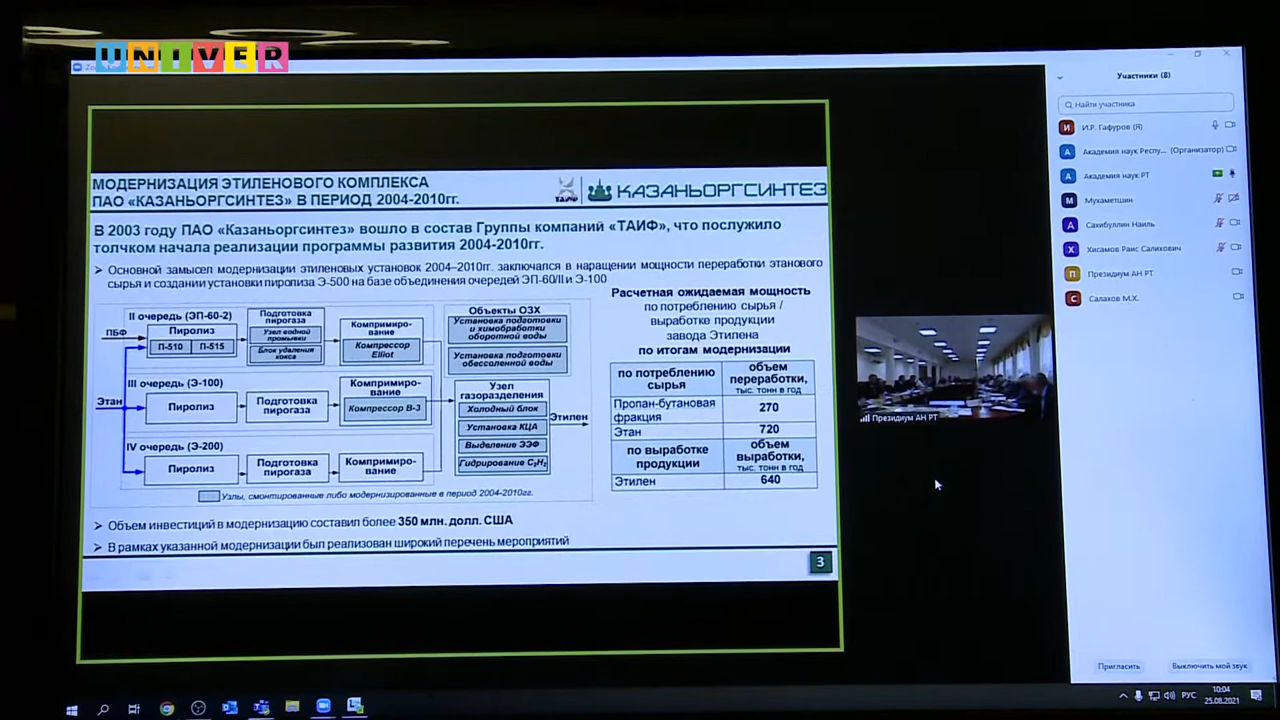 UNIVER
Участники (8)
Найти участника
И.Р. Гафуров (Я)
Академия наук Респу... (Организатор)
Академия наук РТ
Мухаметшин
Сахибуллин Наиль
Хисамов Раис Салихович
Президиум АН РТ
Салахов М.Х.
МОДЕРНИЗАЦИЯ ЭТИЛЕНОВОГО КОМПЛЕКСА
ПАО «КАЗАНЬОРГСИНТЕЗ» В ПЕРИОД 2004-2010гг.
ТАИФ
КАЗАНЬОРГСИНТЕЗ
В 2003 году ПАО «Казаньоргсинтез» вошло в состав Группы компаний «ТАИФ», что послужило
толчком начала реализации программы развития 2004-2010гг.
➢ Основной замысел модернизации этиленовых установок 2004–2010гг. заключался в наращении мощности переработки этанового
сырья и создании установки пиролиза Э-500 на базе объединения очередей ЭП-60/II и Э-100
II очередь (ЭП-60-2)
ПБФ
Пиролиз
П-510 П-515
Подготовка
пирогаза
Узел водной
промывки
Блок удаления
кокса
Компримиро-
вание
Компрессор
Elliot
Объекты ОЗХ
Установка подготовки
и химобработки
оборотной воды
Установка подготовки
обессоленной воды
III очередь (Э-100)
Этан
Пиролиз
Подготовка
пирогаза
Компримиро-
вание
Компрессор В-3
Узел
газоразделения
Холодный блок
Установка КЦА
Выделение ЭЭФ
Гидрирование C₂H₂
Этилен
IV очередь (Э-200)
Пиролиз
Подготовка
пирогаза
Компримиро-
вание
Узлы, смонтированные либо модернизированные в период 2004-2010гг.
Расчетная ожидаемая мощность
по потреблению сырья /
выработке продукции
завода Этилена
по итогам модернизации
по потреблению сырья объем переработки, тыс. тонн в год
Пропан-бутановая фракция 270
Этан 720
по выработке продукции объем выработки, тыс. тонн в год
Этилен 640
➢ Объем инвестиций в модернизацию составил более 350 млн. долл. США
➢ В рамках указанной модернизации был реализован широкий перечень мероприятий
3
Президиум АН РТ
Пригласить
Выключить мой звук
РУС
10:04
25.08.2021